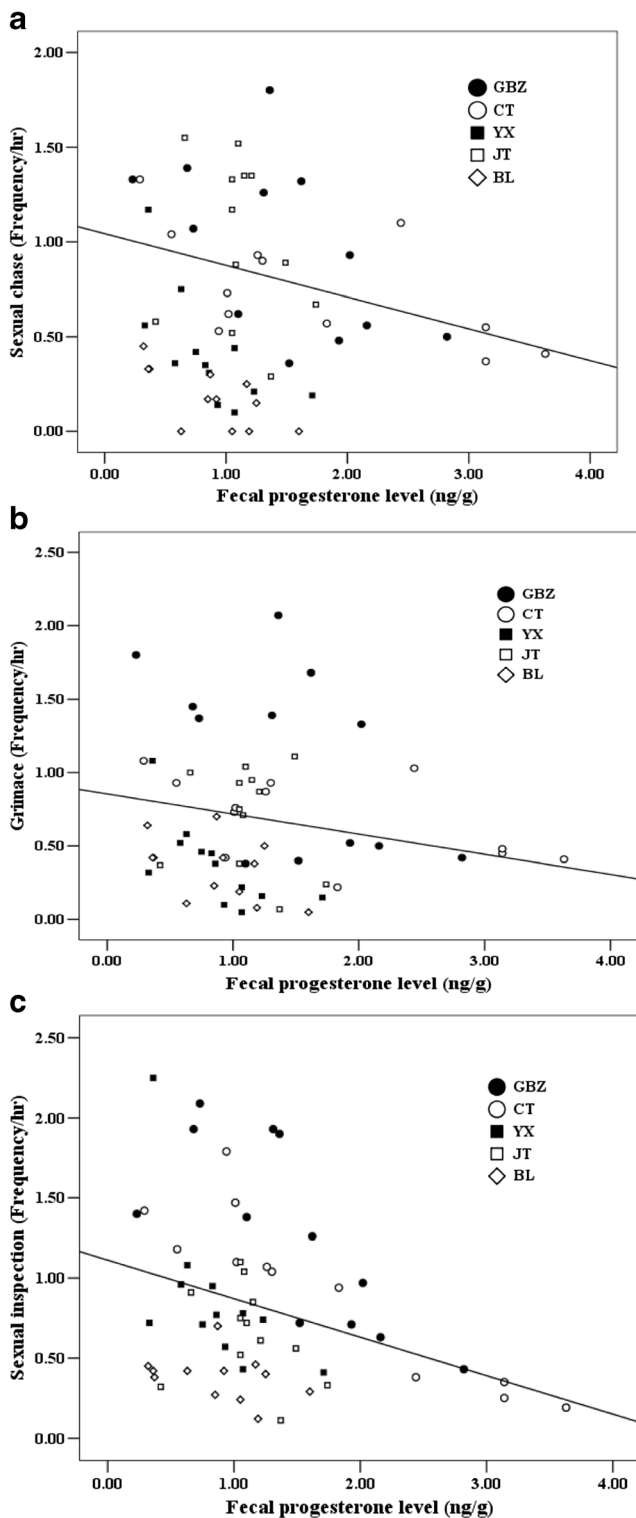 a
2.00
1.50
1.00
0.50
0.00
Sexual chase (Frequency/hr)
GBZ
CT
YX
JT
BL
0.00 1.00 2.00 3.00 4.00
Fecal progesterone level (ng/g)
b
2.50
2.00
1.50
1.00
0.50
0.00
Grimace (Frequency/hr)
GBZ
CT
YX
JT
BL
0.00 1.00 2.00 3.00 4.00
Fecal progesterone level (ng/g)
c
2.50
2.00
1.50
1.00
0.50
0.00
Sexual inspection (Frequency/hr)
GBZ
CT
YX
JT
BL
0.00 1.00 2.00 3.00 4.00
Fecal progesterone level (ng/g)